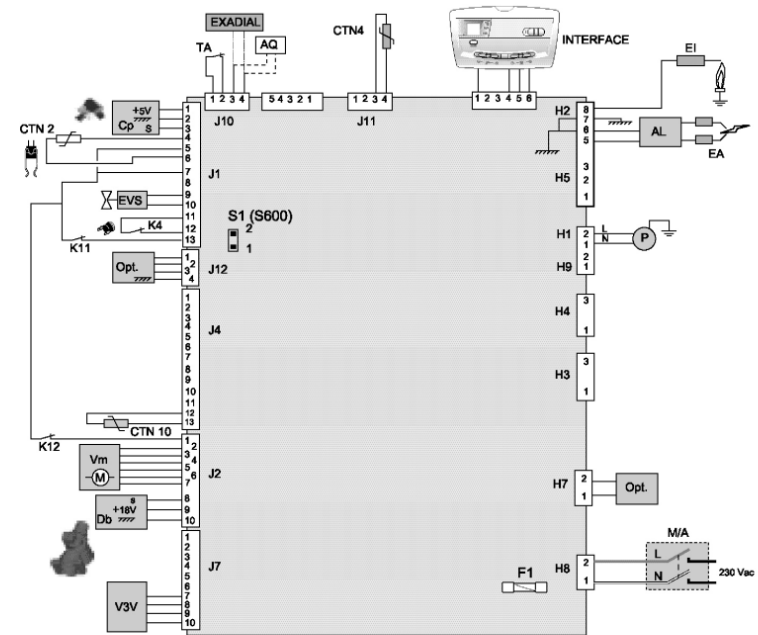 EXADIAL
AQ
TA
CTN4
INTERFACE
EI
1 2 3 4
5 4 3 2 1
1 2 3 4
1 2 3 4 5 6
J10
J11
H2
8
7
6
5
AL
EA
+5V
Cp
S
1
2
3
4
5
6
7
8
9
10
11
12
13
J1
CTN 2
EVS
K4
K11
S1 (S600)
2
1
H5
3
2
1
H1
2
1
L
N
P
H9
2
1
Opt.
1
2
3
4
J12
H4
3
1
J4
1
2
3
4
5
6
7
8
9
10
11
12
13
H3
3
1
CTN 10
K12
Vm
M
1
2
3
4
5
6
7
J2
8
9
10
s
+18V
Db
H7
2
1
Opt.
J7
1
2
3
4
5
6
7
8
9
10
V3V
F1
H8
2
1
M/A
L
N
230 Vac